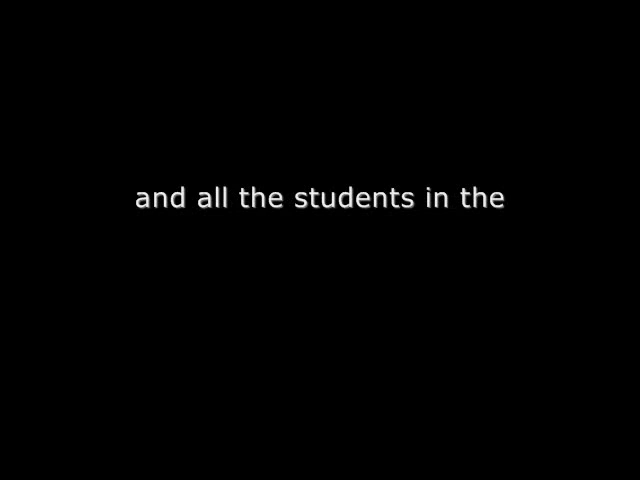 and all the students in the